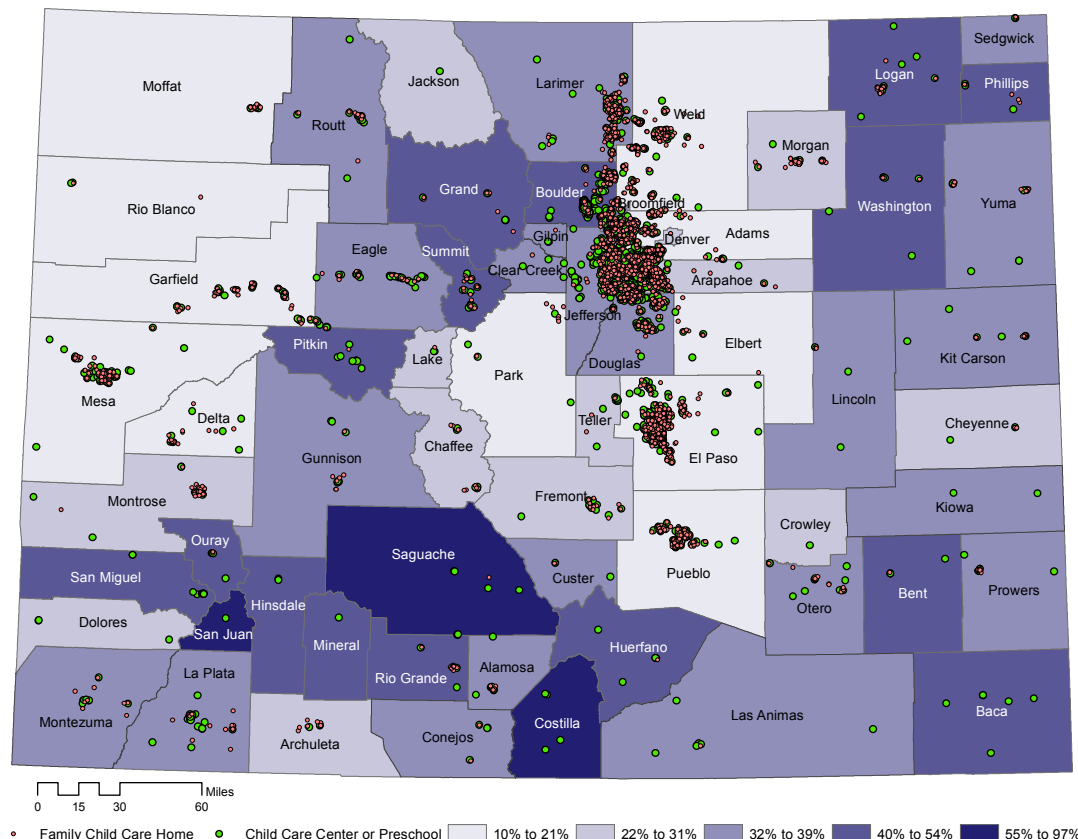 Sedgwick
Moffat
Jackson
Larimer
Logan
Phillips
Routt
Weld
Morgan
Grand
Boulder
Rio Blanco
Broomfield
Washington
Yuma
Eagle
Summit
Gilpin
Denver
Adams
Garfield
Clear Creek
Arapahoe
Jefferson
Pitkin
Lake
Elbert
Kit Carson
Park
Douglas
Mesa
Lincoln
Delta
Teller
Cheyenne
Chaffee
Gunnison
El Paso
Montrose
Fremont
Kiowa
Crowley
Ouray
Saguache
San Miguel
Custer
Pueblo
Hinsdale
Bent
Prowers
Otero
Dolores
San Juan
Mineral
Huerfano
La Plata
Rio Grande
Alamosa
Montezuma
Costilla
Las Animas
Baca
Archuleta
Conejos
Miles
0 15 30 60
Family Child Care Home Child Care Center or Preschool 10% to 21% 22% to 31% 32% to 39% 40% to 54% 55% to 97%